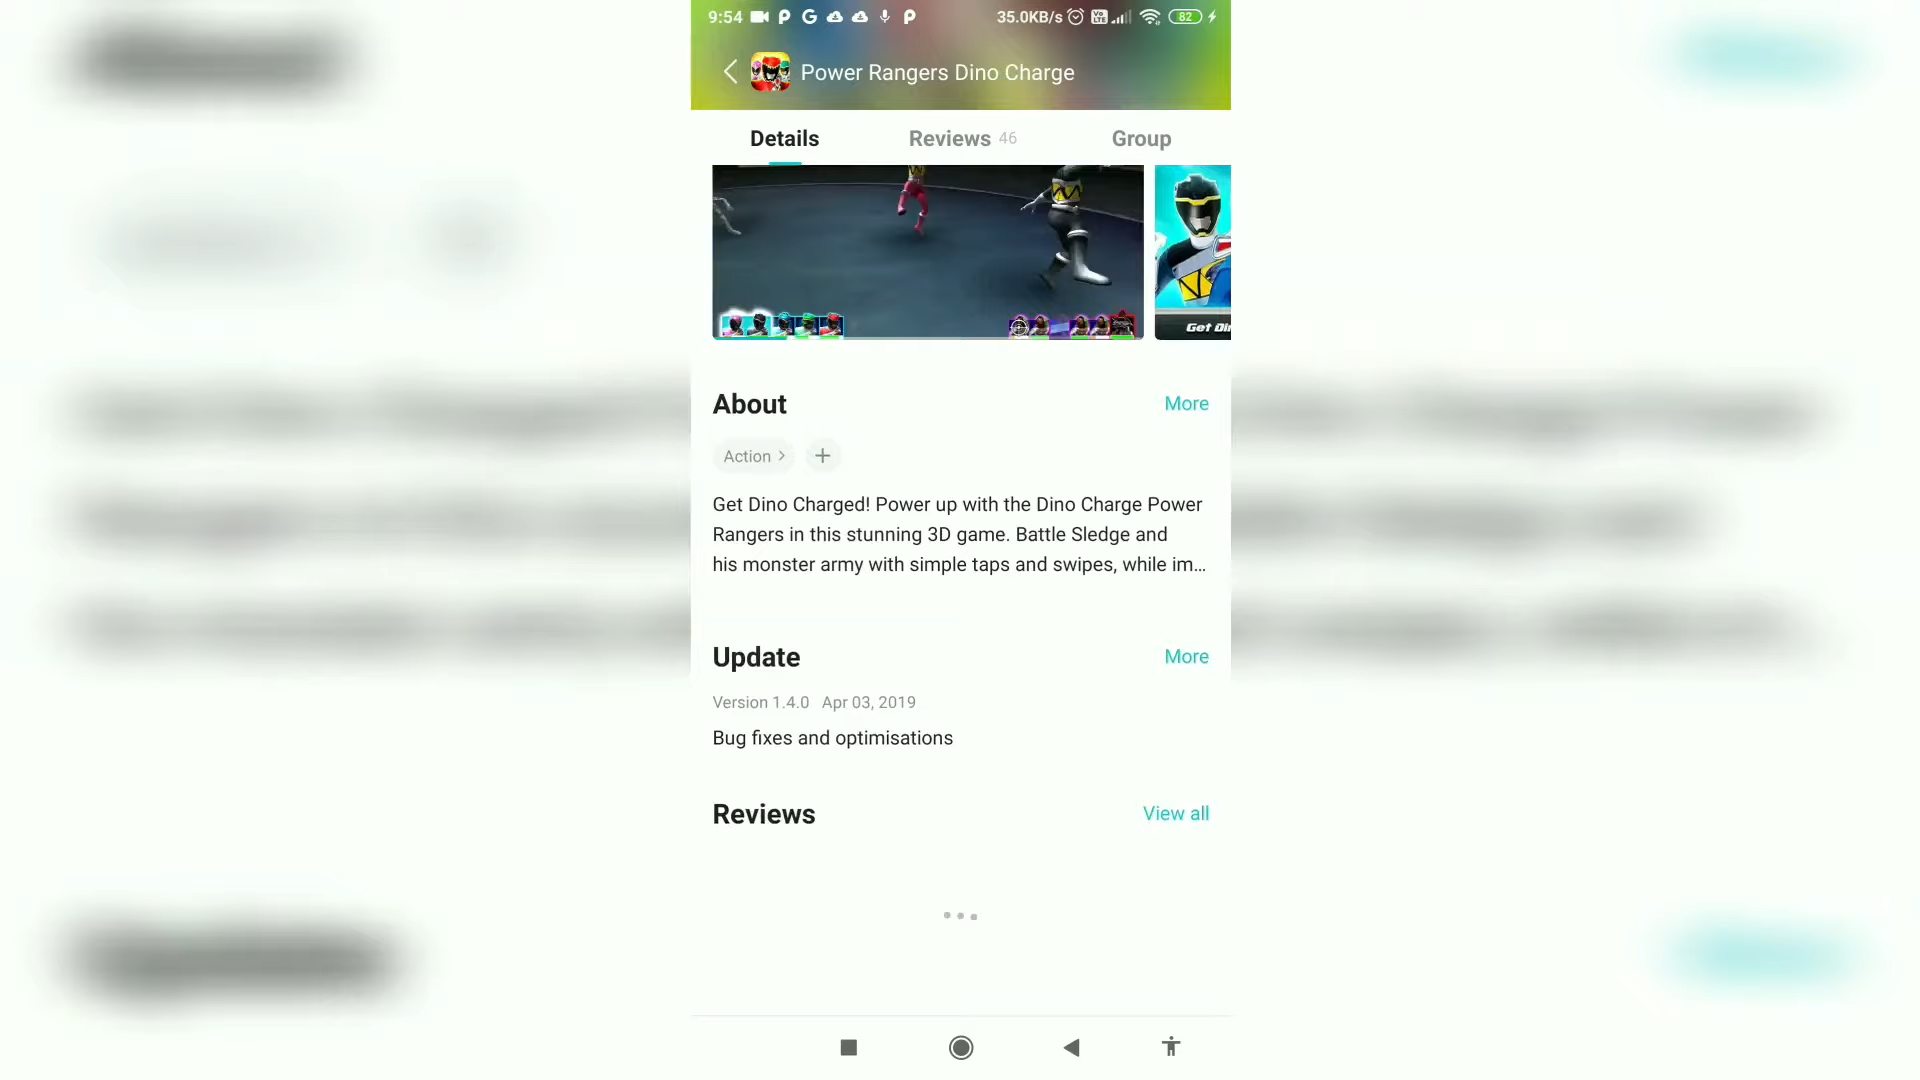 9:54 35.0KB/s 82
Power Rangers Dino Charge
Details Reviews 46 Group
Get Di
About More
Action
Get Dino Charged! Power up with the Dino Charge Power
Rangers in this stunning 3D game. Battle Sledge and
his monster army with simple taps and swipes, while im...
Update More
Version 1.4.0 Apr 03, 2019
Bug fixes and optimisations
Reviews View all